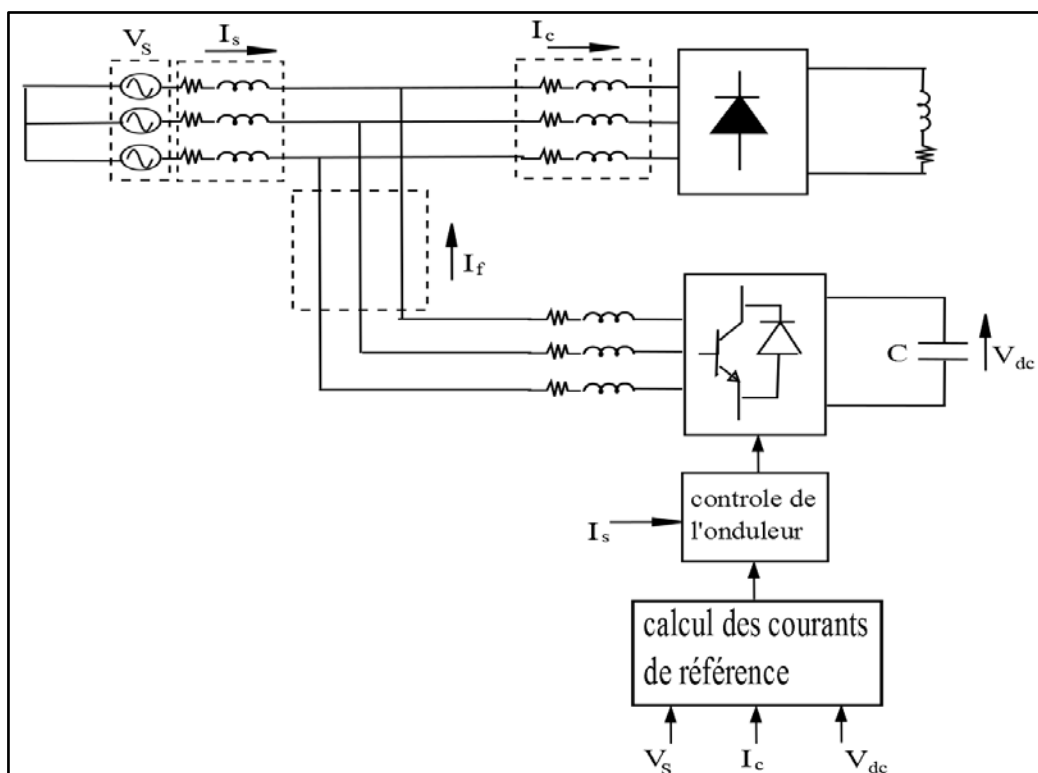 Vs
Is
Ic
If
C
Vdc
controle de
l'onduleur
Is
calcul des courants
de référence
Vs
Ic
Vdc